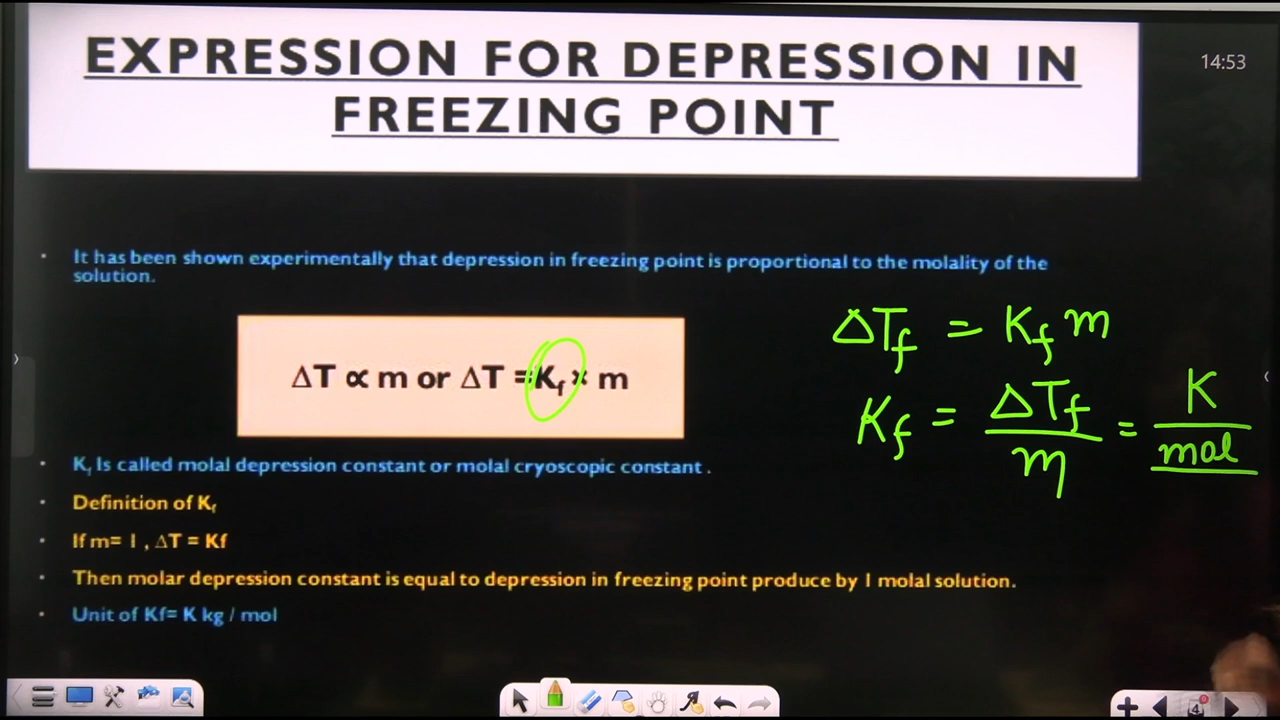 EXPRESSION FOR DEPRESSION IN
FREEZING POINT
14:53
• It has been shown experimentally that depression in freezing point is proportional to the molality of the
solution.
ΔT ∝ m or ΔT = Kf × m
ΔTf = Kf m
Kf = ΔTf / m = K / mol
• Kf Is called molal depression constant or molal cryoscopic constant .
• Definition of Kf
• If m= 1 , ΔT = Kf
• Then molar depression constant is equal to depression in freezing point produce by 1 molal solution.
• Unit of Kf= K kg / mol
4